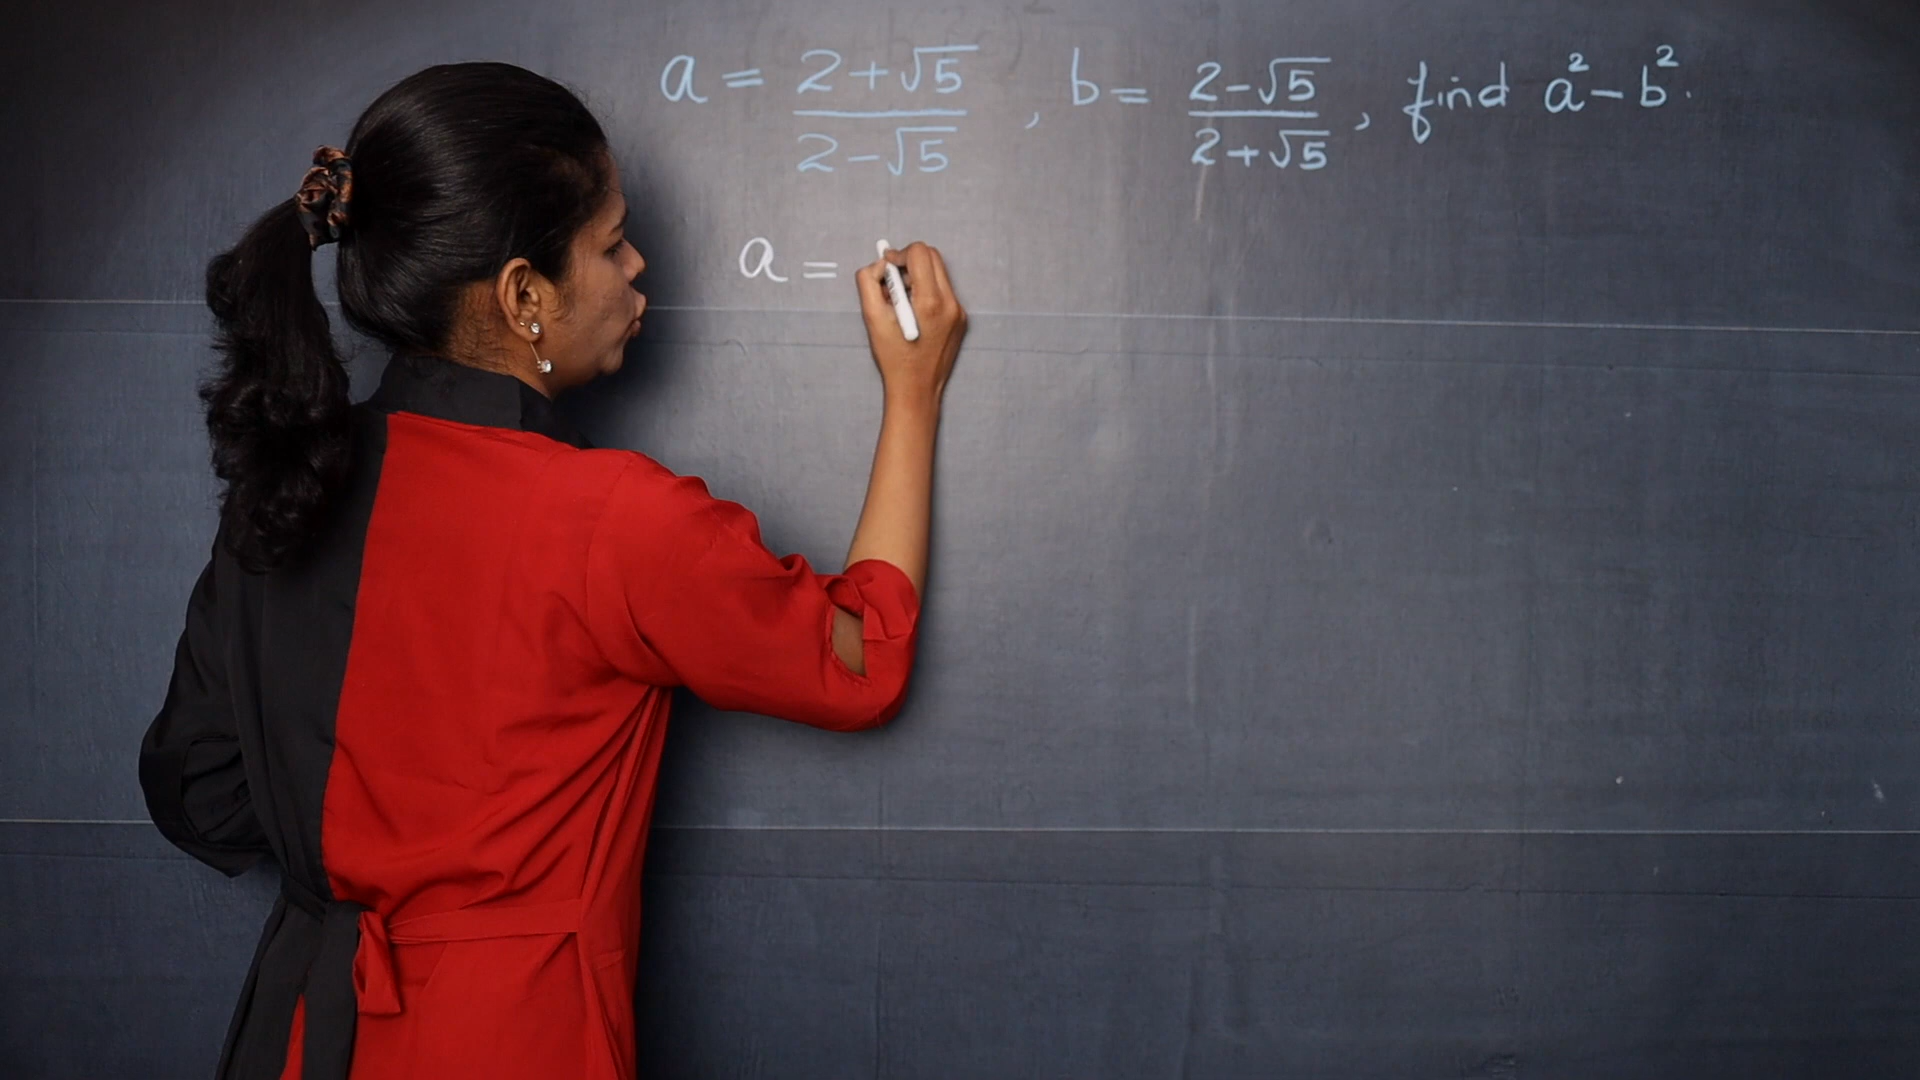 a = (2+√5)/(2-√5) , b = (2-√5)/(2+√5) , find a² - b².
a =